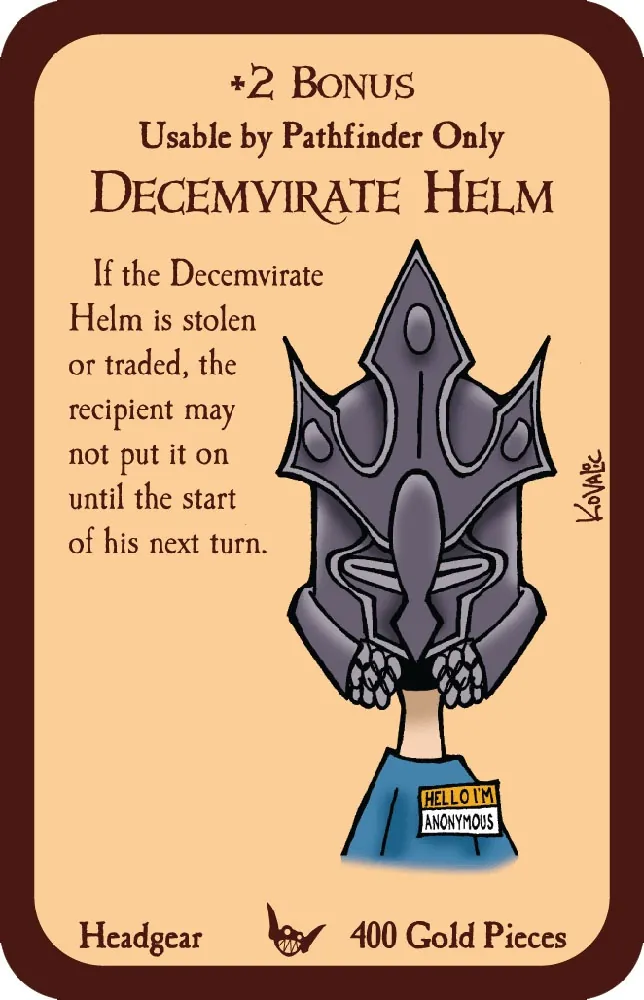 +2 Bonus
Usable by Pathfinder Only
Decemvirate Helm
If the Decemvirate
Helm is stolen
or traded, the
recipient may
not put it on
until the start
of his next turn.
Kovalic
HELLO I'M
ANONYMOUS
Headgear 400 Gold Pieces